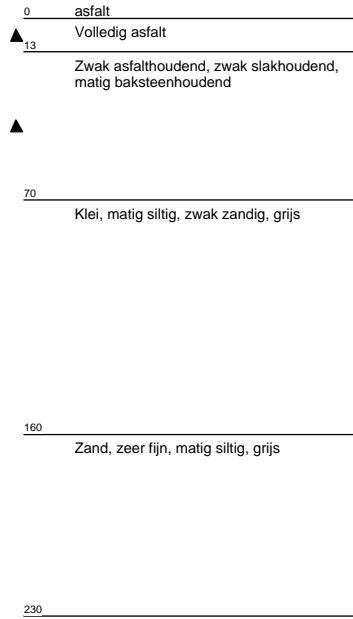 0 asfalt
Volledig asfalt
13
Zwak asfalthoudend, zwak slakhoudend,
matig baksteenhoudend
70
Klei, matig siltig, zwak zandig, grijs
160
Zand, zeer fijn, matig siltig, grijs
230